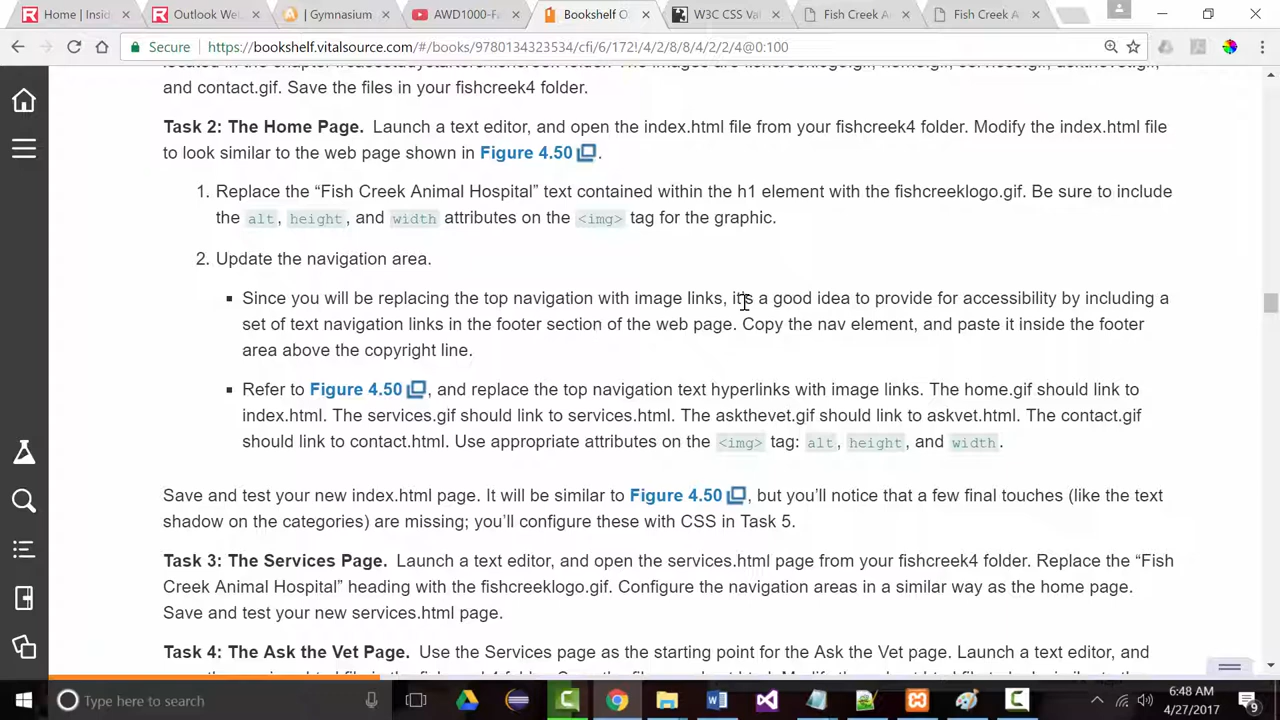 Home | Insid
Outlook We
| Gymnasium
AWD1000-F
Bookshelf O
W3C CSS Val
Fish Creek A
Fish Creek A
Secure https://bookshelf.vitalsource.com/#/books/9780134323534/cfi/6/172!/4/2/8/8/4/2/2/4@0:100
and contact.gif. Save the files in your fishcreek4 folder.
Task 2: The Home Page. Launch a text editor, and open the index.html file from your fishcreek4 folder. Modify the index.html file
to look similar to the web page shown in Figure 4.50.
1. Replace the “Fish Creek Animal Hospital” text contained within the h1 element with the fishcreeklogo.gif. Be sure to include
the alt, height, and width attributes on the <img> tag for the graphic.
2. Update the navigation area.
▪ Since you will be replacing the top navigation with image links, it's a good idea to provide for accessibility by including a
set of text navigation links in the footer section of the web page. Copy the nav element, and paste it inside the footer
area above the copyright line.
▪ Refer to Figure 4.50, and replace the top navigation text hyperlinks with image links. The home.gif should link to
index.html. The services.gif should link to services.html. The askthevet.gif should link to askvet.html. The contact.gif
should link to contact.html. Use appropriate attributes on the <img> tag: alt, height, and width.
Save and test your new index.html page. It will be similar to Figure 4.50, but you’ll notice that a few final touches (like the text
shadow on the categories) are missing; you’ll configure these with CSS in Task 5.
Task 3: The Services Page. Launch a text editor, and open the services.html page from your fishcreek4 folder. Replace the “Fish
Creek Animal Hospital” heading with the fishcreeklogo.gif. Configure the navigation areas in a similar way as the home page.
Save and test your new services.html page.
Task 4: The Ask the Vet Page. Use the Services page as the starting point for the Ask the Vet page. Launch a text editor, and
Type here to search
6:48 AM
4/27/2017
9